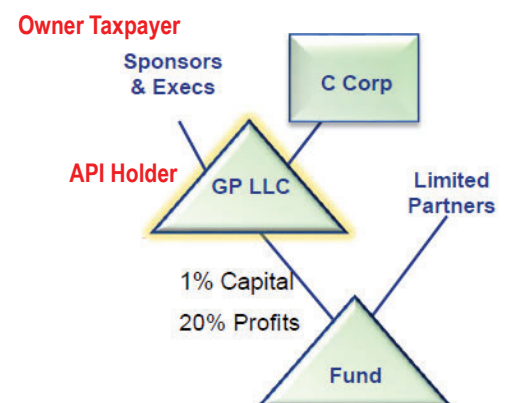 Owner Taxpayer
Sponsors
& Execs
C Corp
API Holder
GP LLC
Limited
Partners
1% Capital
20% Profits
Fund